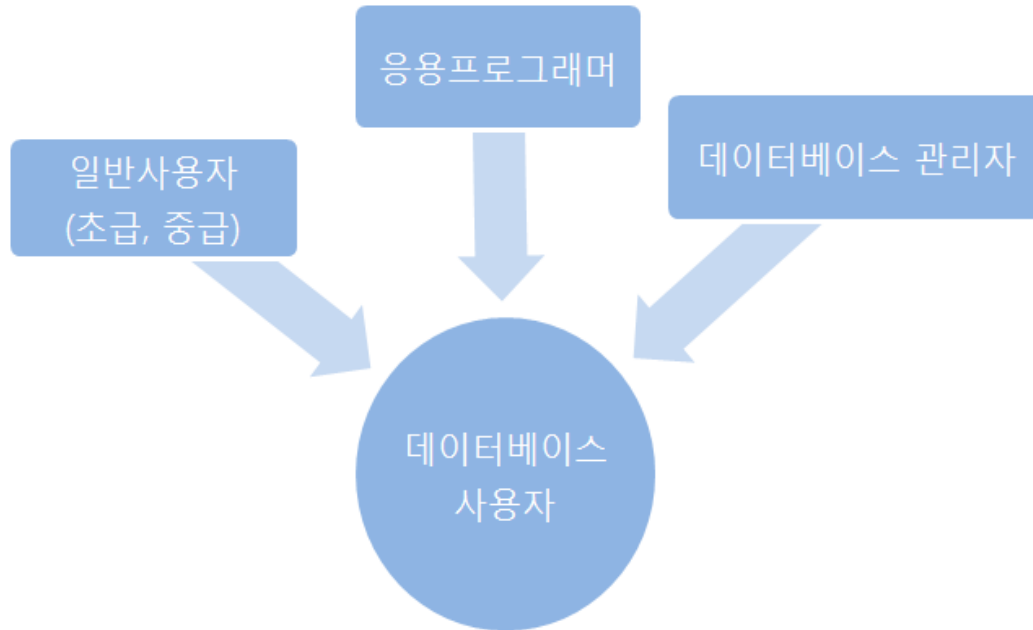 응용프로그래머
일반사용자
(초급, 중급)
데이터베이스 관리자
데이터베이스
사용자